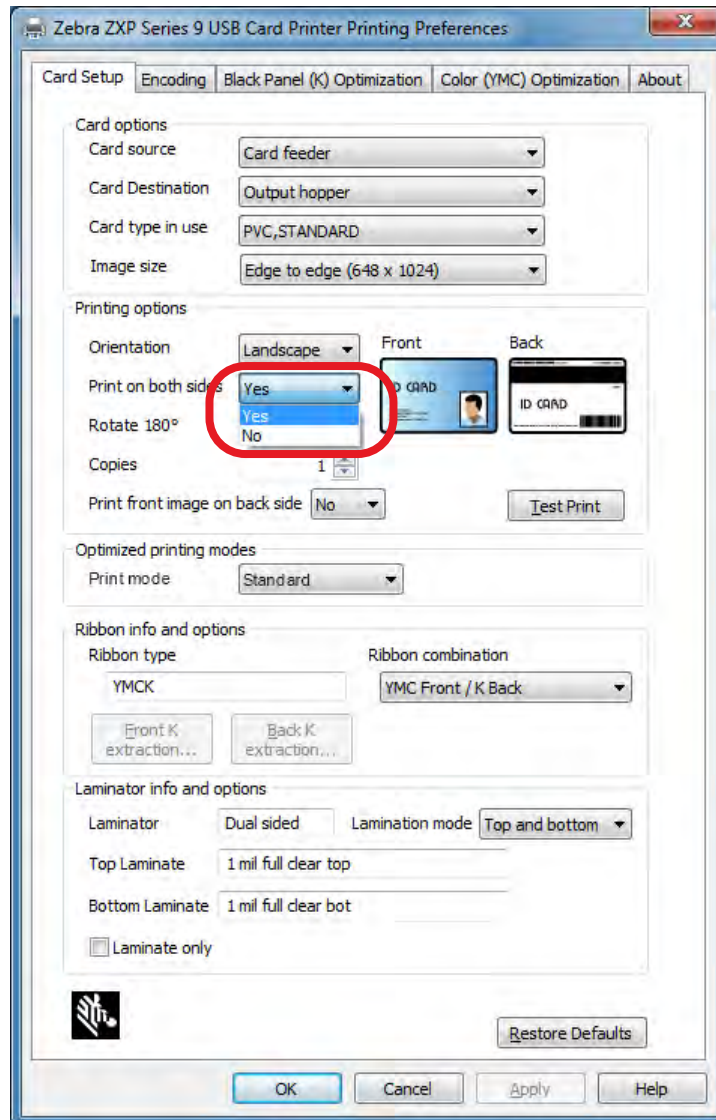 Zebra ZXP Series 9 USB Card Printer Printing Preferences
Card Setup Encoding Black Panel (K) Optimization Color (YMC) Optimization About
Card options
Card source Card feeder
Card Destination Output hopper
Card type in use PVC,STANDARD
Image size Edge to edge (648 x 1024)
Printing options
Orientation Landscape Front Back
Print on both sides Yes
ID CARD
Yes
ID CARD
Rotate 180°
No
Copies 1
Print front image on back side No Test Print
Optimized printing modes
Print mode Standard
Ribbon info and options
Ribbon type Ribbon combination
YMCK YMC Front / K Back
Front K Back K
extraction... extraction...
Laminator info and options
Laminator Dual sided Lamination mode Top and bottom
Top Laminate 1 mil full clear top
Bottom Laminate 1 mil full clear bot
Laminate only
Restore Defaults
OK Cancel Apply Help